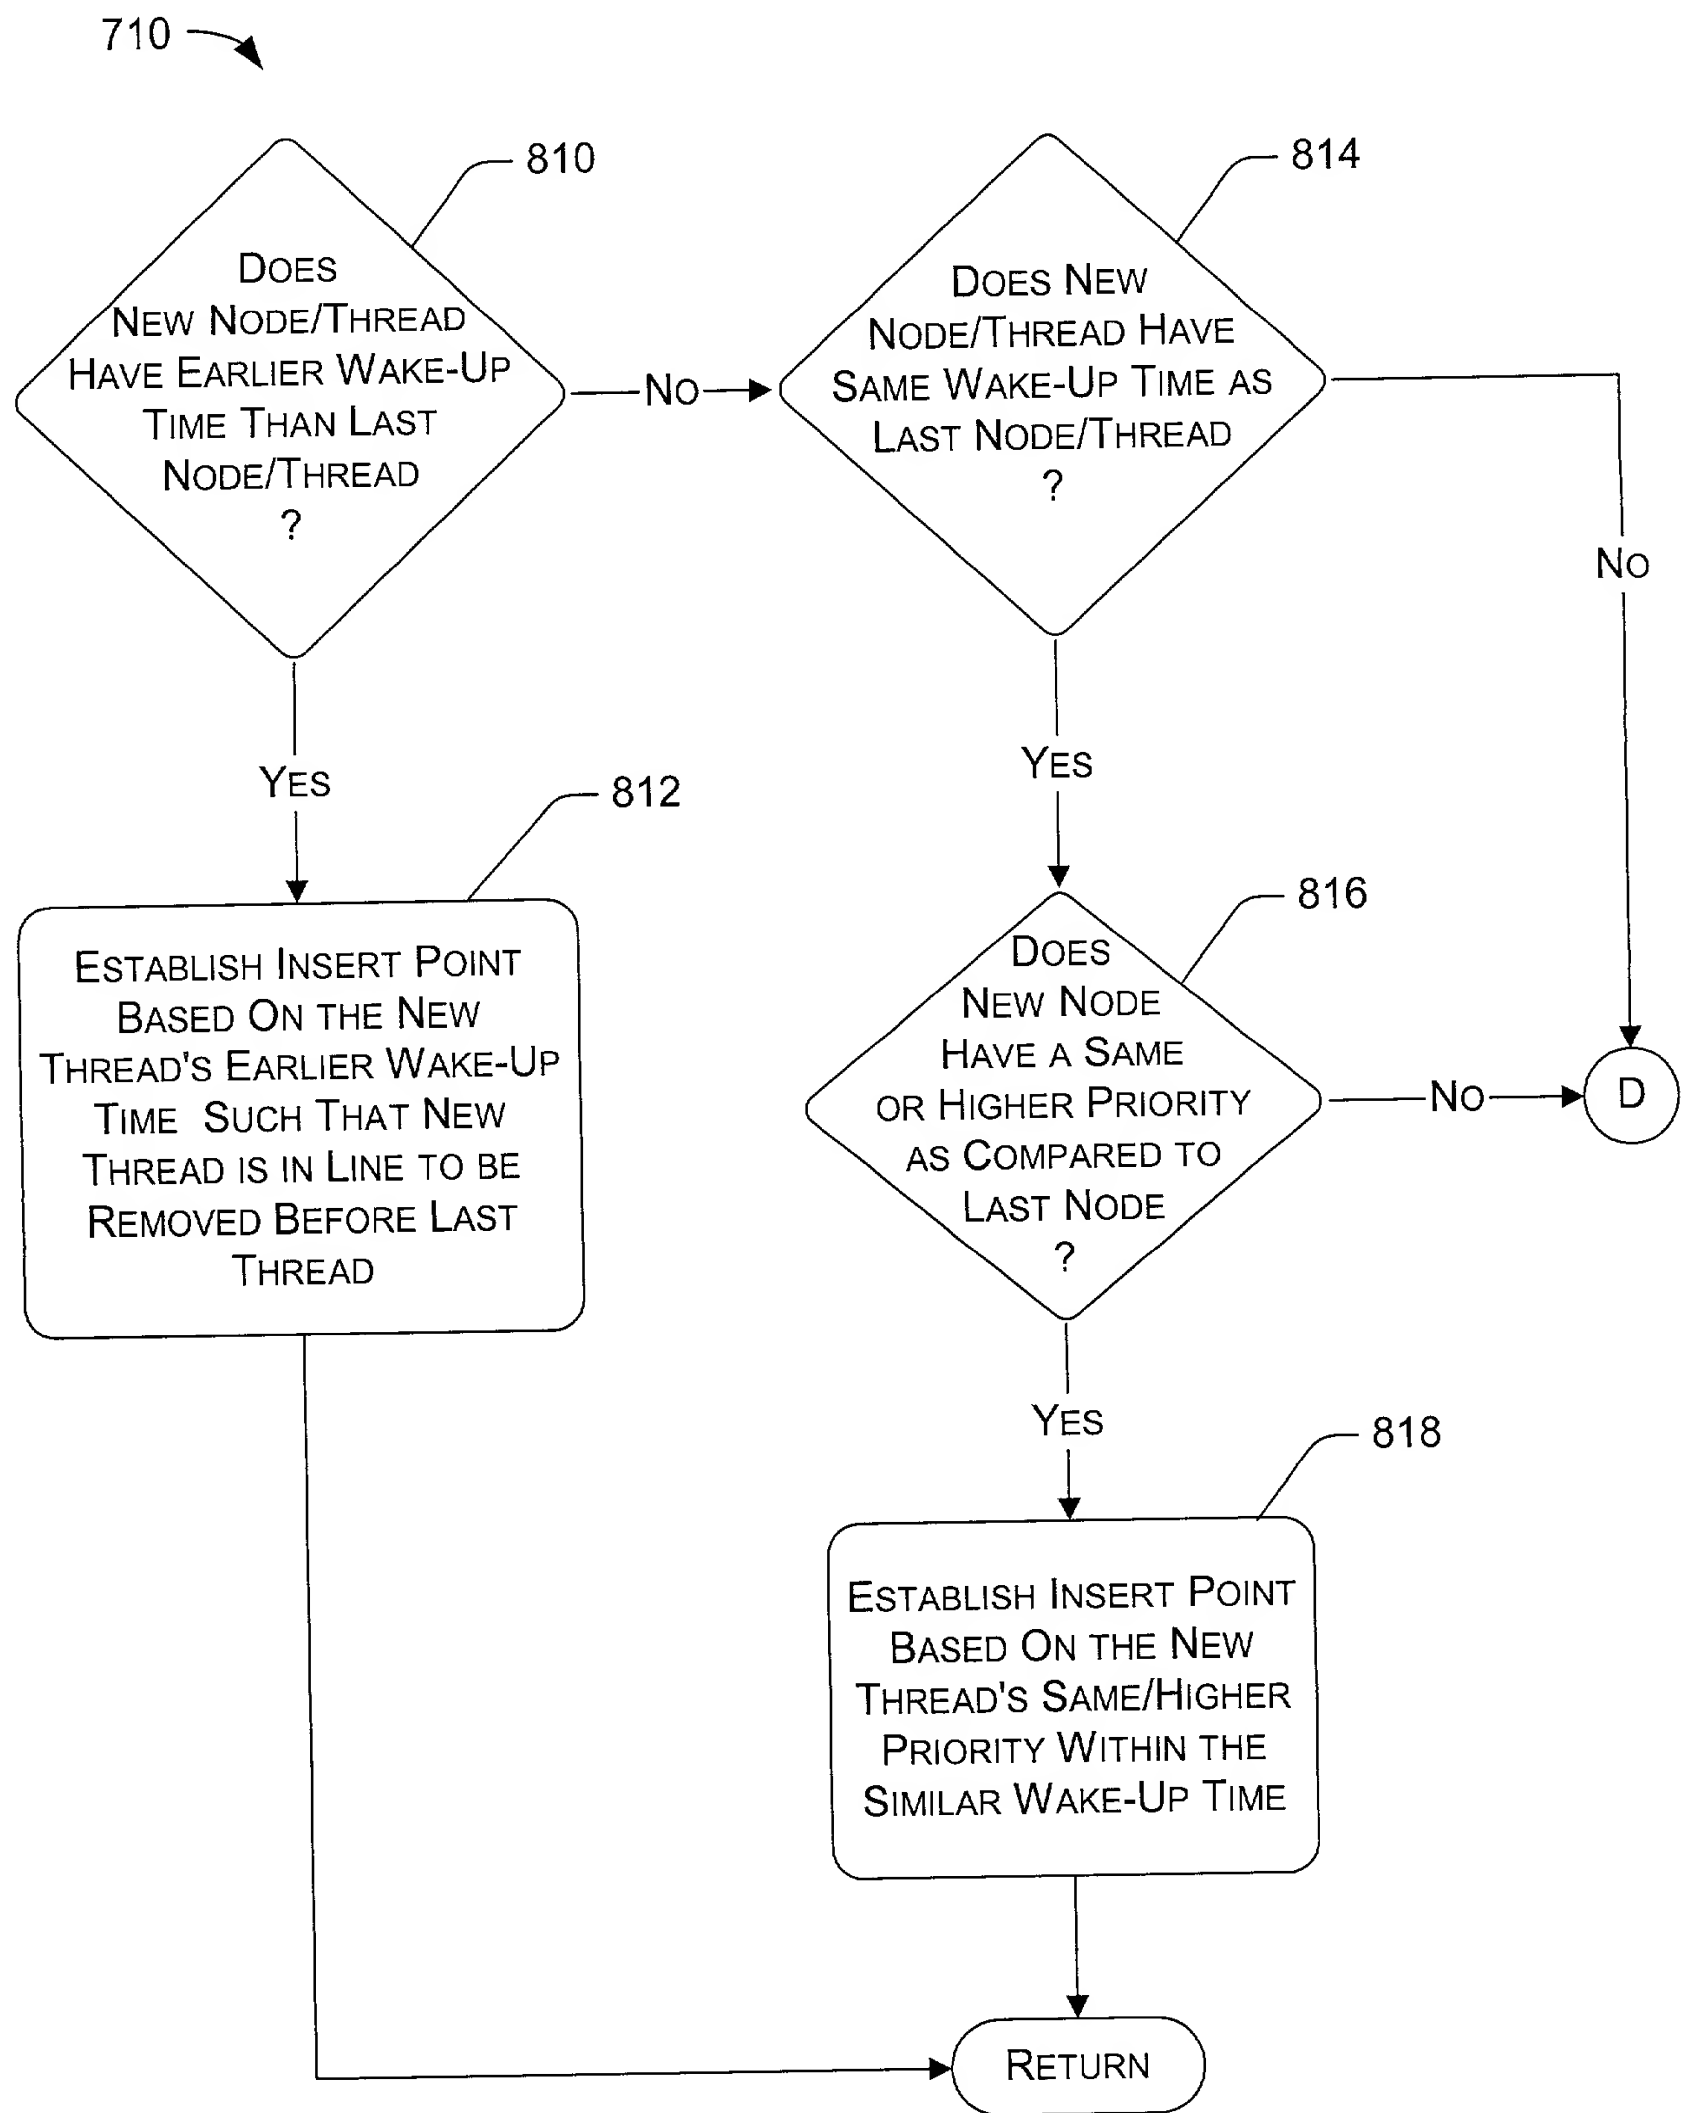 710
810
DOES
NEW NODE/THREAD
HAVE EARLIER WAKE-UP
TIME THAN LAST
NODE/THREAD
?
NO
814
DOES NEW
NODE/THREAD HAVE
SAME WAKE-UP TIME AS
LAST NODE/THREAD
?
NO
YES
812
ESTABLISH INSERT POINT
BASED ON THE NEW
THREAD'S EARLIER WAKE-UP
TIME SUCH THAT NEW
THREAD IS IN LINE TO BE
REMOVED BEFORE LAST
THREAD
YES
816
DOES
NEW NODE
HAVE A SAME
OR HIGHER PRIORITY
AS COMPARED TO
LAST NODE
?
NO
D
YES
818
ESTABLISH INSERT POINT
BASED ON THE NEW
THREAD'S SAME/HIGHER
PRIORITY WITHIN THE
SIMILAR WAKE-UP TIME
RETURN